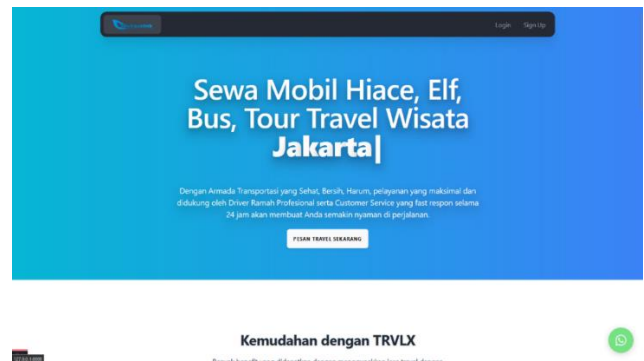 Login Sign Up
Sewa Mobil Hiace, Elf,
Bus, Tour Travel Wisata
Jakarta|
Dengan Armada Transportasi yang Sehat, Bersih, Harum, pelayanan yang maksimal dan
didukung oleh Driver Ramah Profesional serta Customer Service yang fast respon selama
24 jam akan membuat Anda semakin nyaman di perjalanan.
PESAN TRAVEL SEKARANG
Kemudahan dengan TRVLX